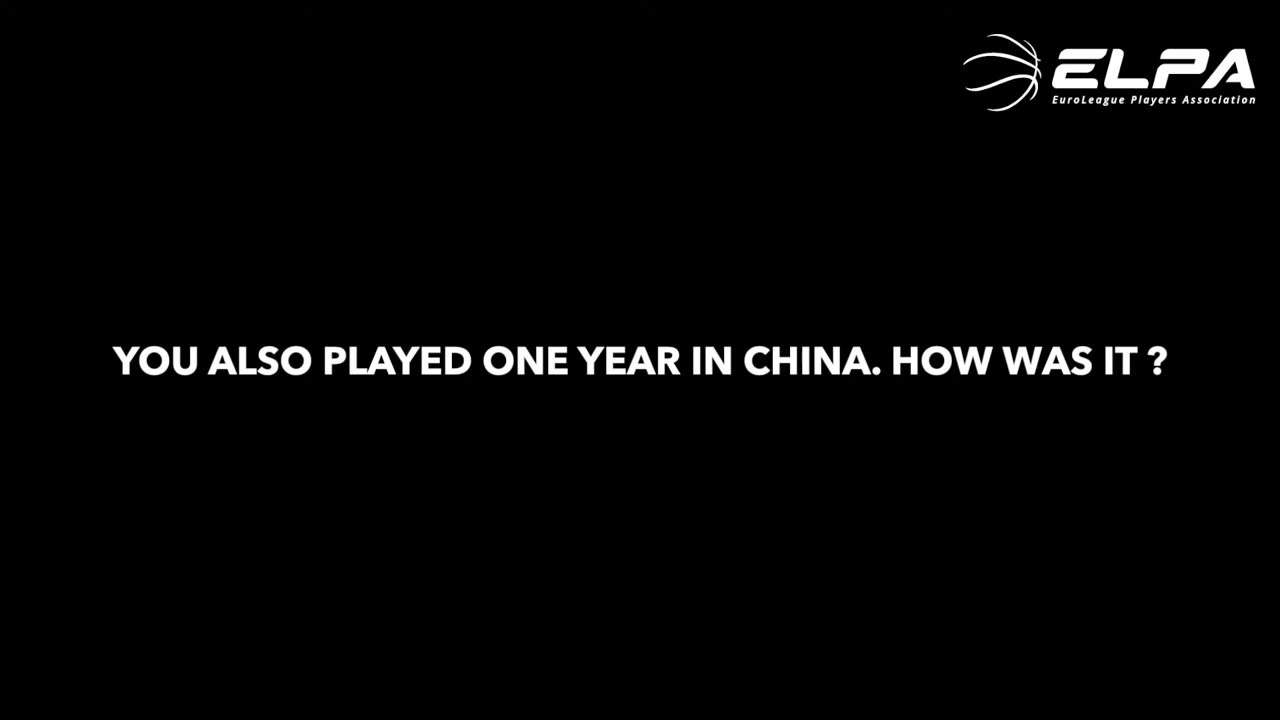 ELPA
EuroLeague Players Association
YOU ALSO PLAYED ONE YEAR IN CHINA. HOW WAS IT ?